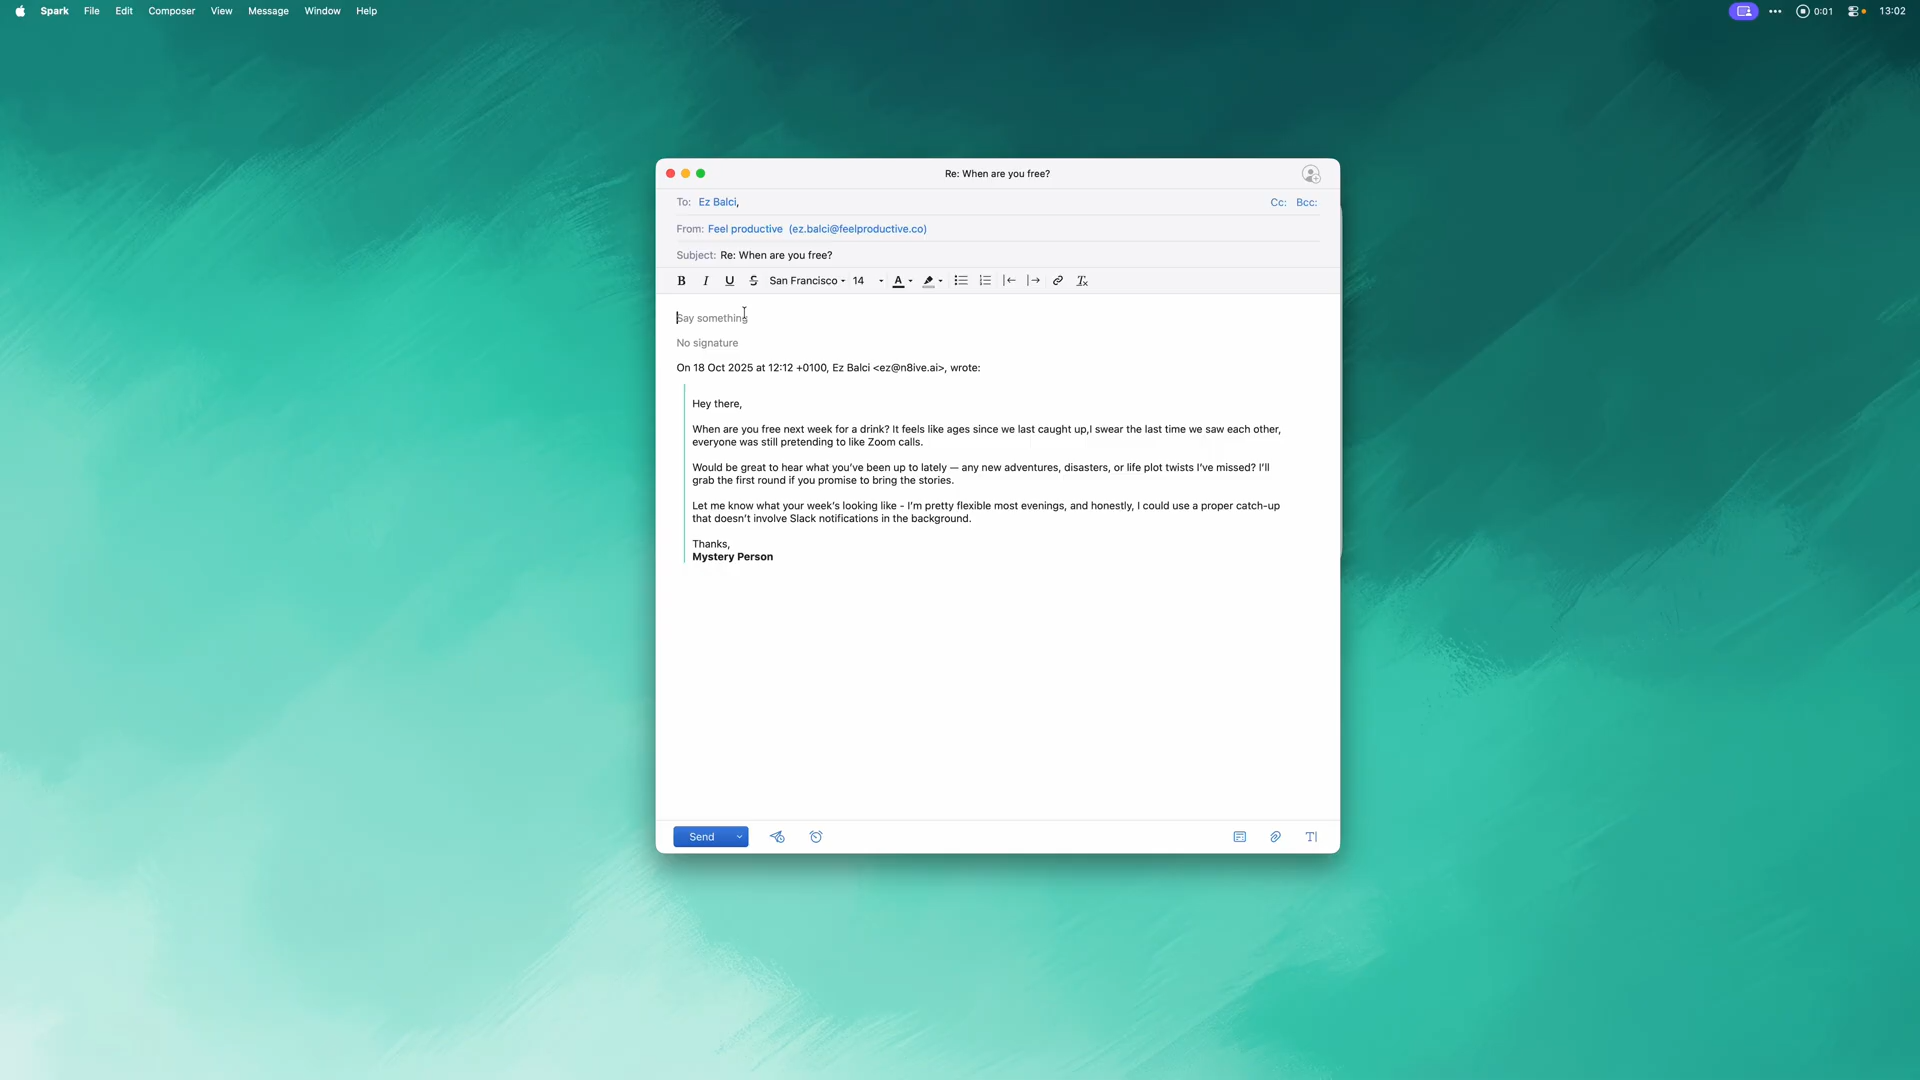 Spark File Edit Composer View Message Window Help 0:01 13:02
Re: When are you free?
To: Ez Balci, Cc: Bcc:
From: Feel productive (ez.balci@feelproductive.co)
Subject: Re: When are you free?
B I U S San Francisco 14 A Tx
Say something
No signature
On 18 Oct 2025 at 12:12 +0100, Ez Balci <ez@n8ive.ai>, wrote:
Hey there,
When are you free next week for a drink? It feels like ages since we last caught up,I swear the last time we saw each other,
everyone was still pretending to like Zoom calls.
Would be great to hear what you’ve been up to lately — any new adventures, disasters, or life plot twists I’ve missed? I’ll
grab the first round if you promise to bring the stories.
Let me know what your week’s looking like - I’m pretty flexible most evenings, and honestly, I could use a proper catch-up
that doesn’t involve Slack notifications in the background.
Thanks,
Mystery Person
Send